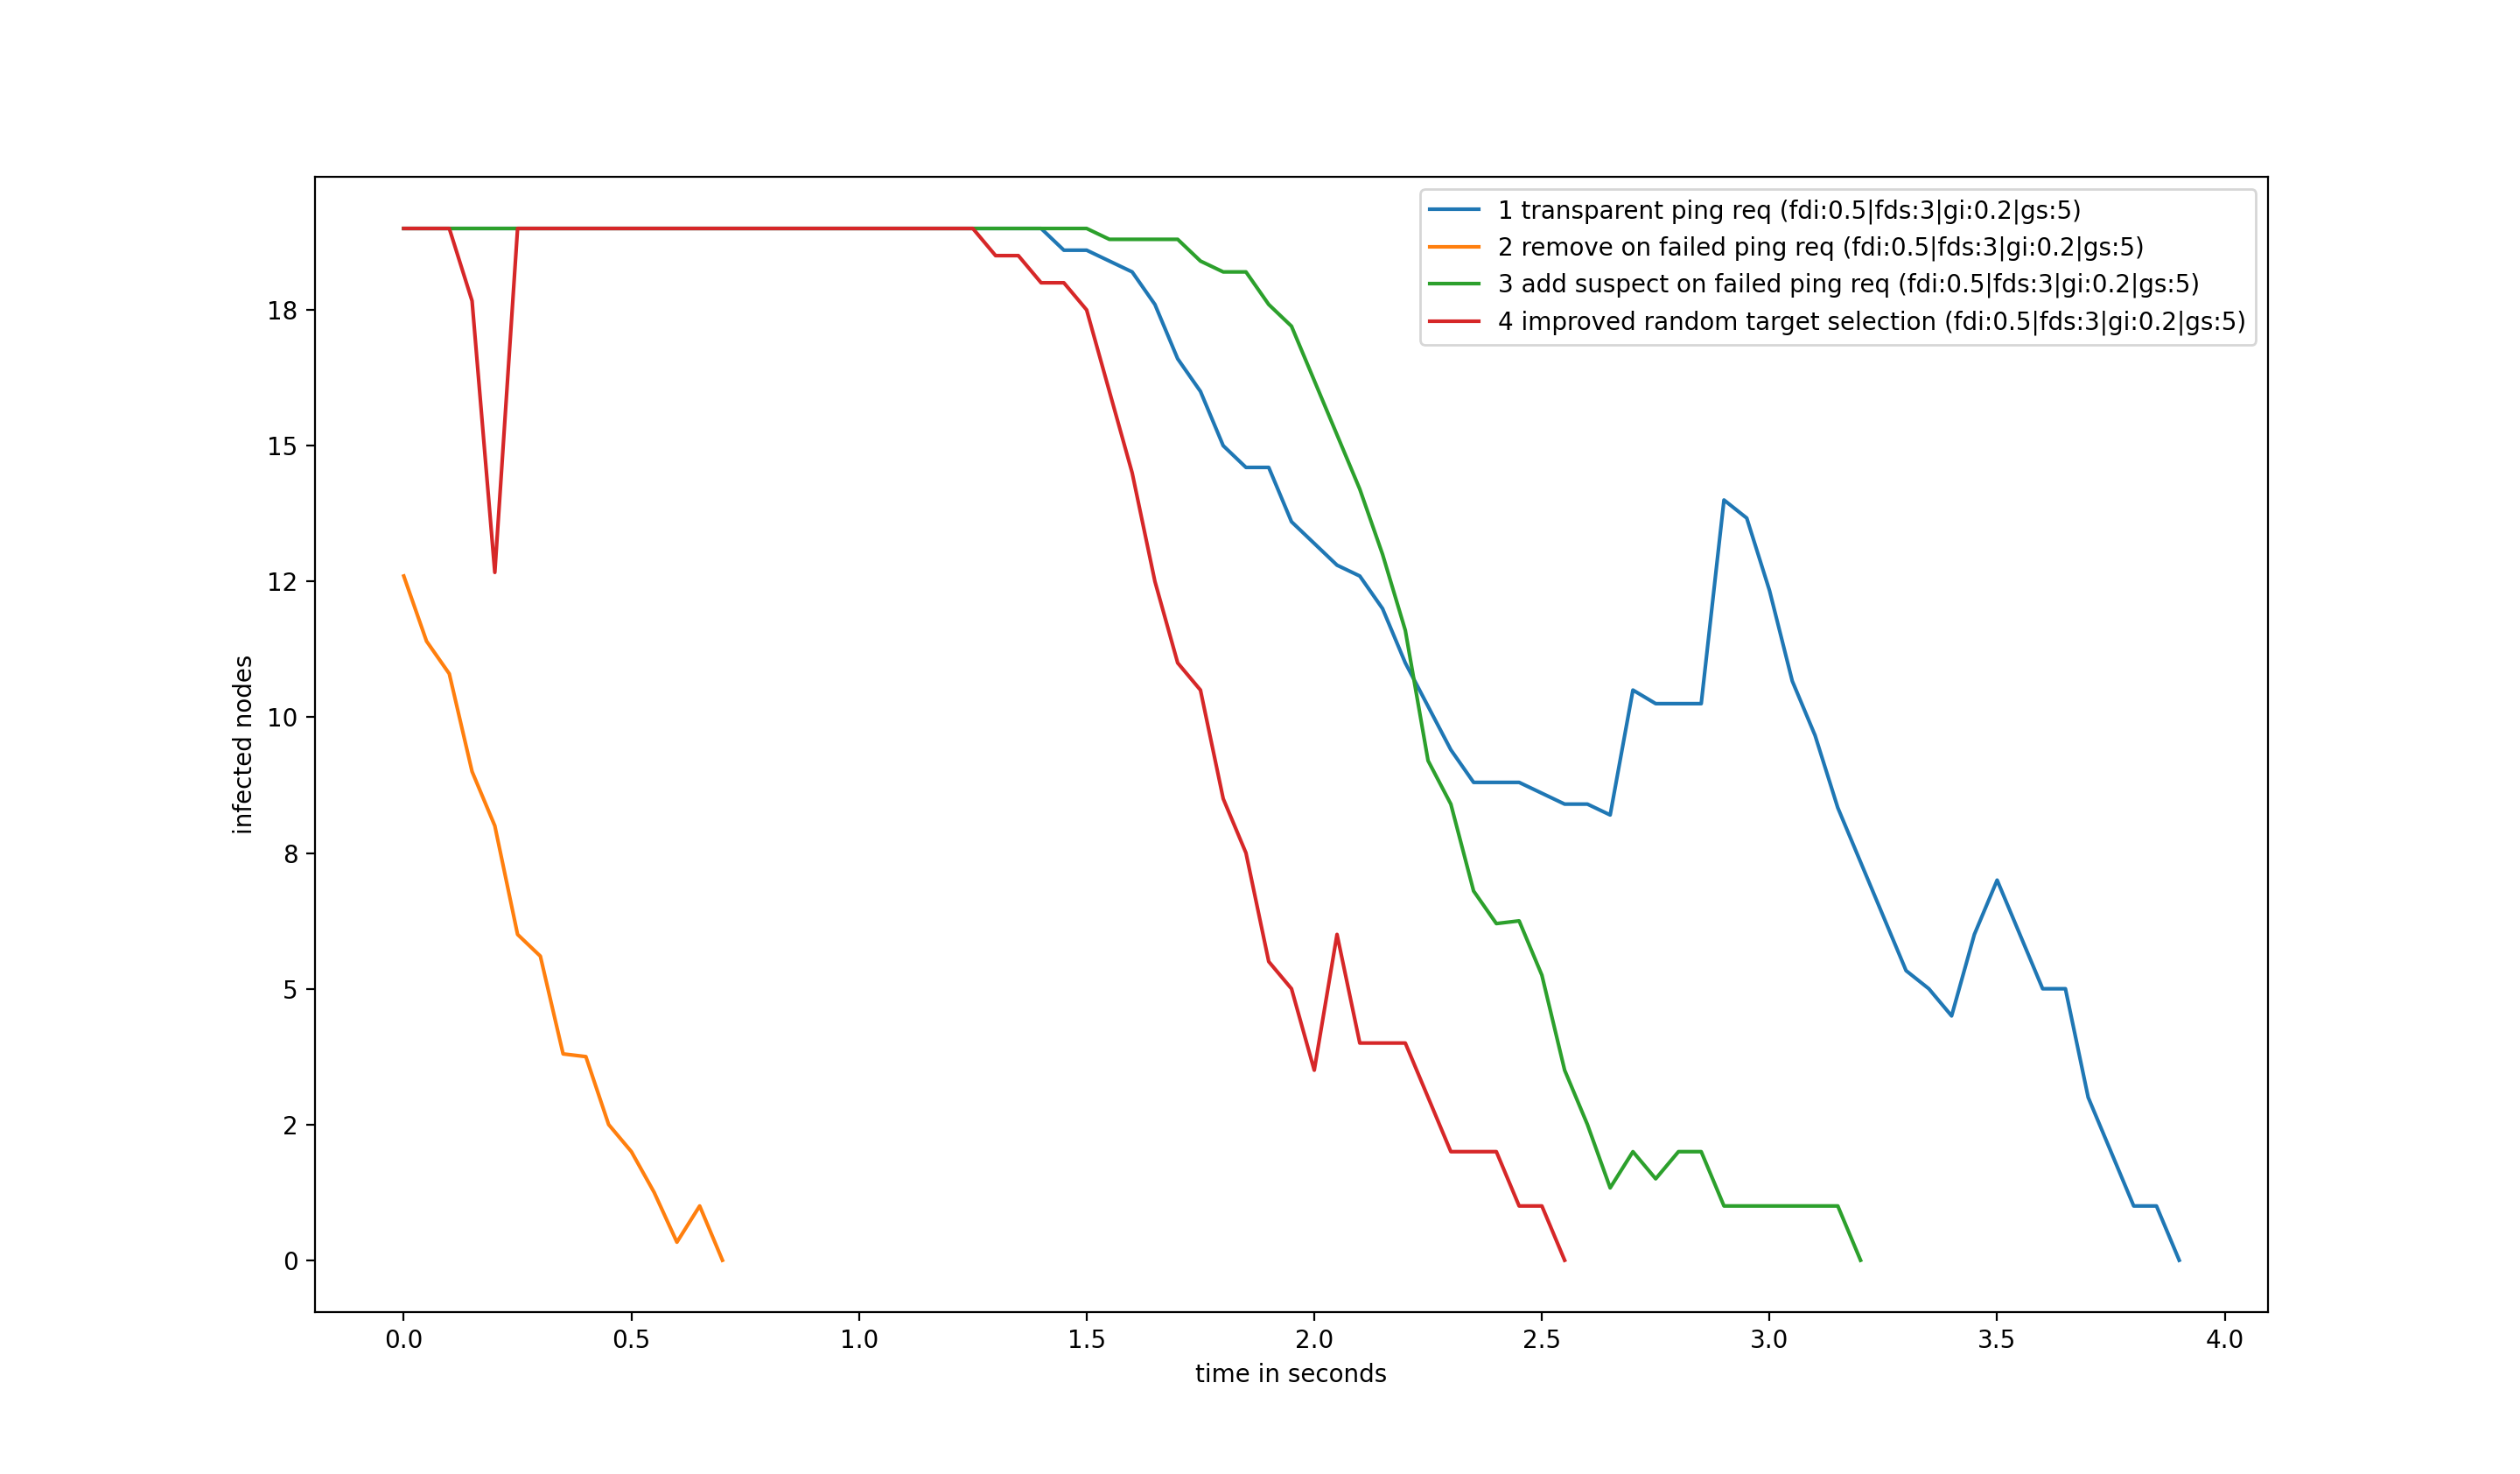 1 transparent ping req (fdi:0.5|fds:3|gi:0.2|gs:5)
2 remove on failed ping req (fdi:0.5|fds:3|gi:0.2|gs:5)
3 add suspect on failed ping req (fdi:0.5|fds:3|gi:0.2|gs:5)
4 improved random target selection (fdi:0.5|fds:3|gi:0.2|gs:5)
18
15
12
10
8
5
2
0
infected nodes
0.0 0.5 1.0 1.5 2.0 2.5 3.0 3.5 4.0
time in seconds